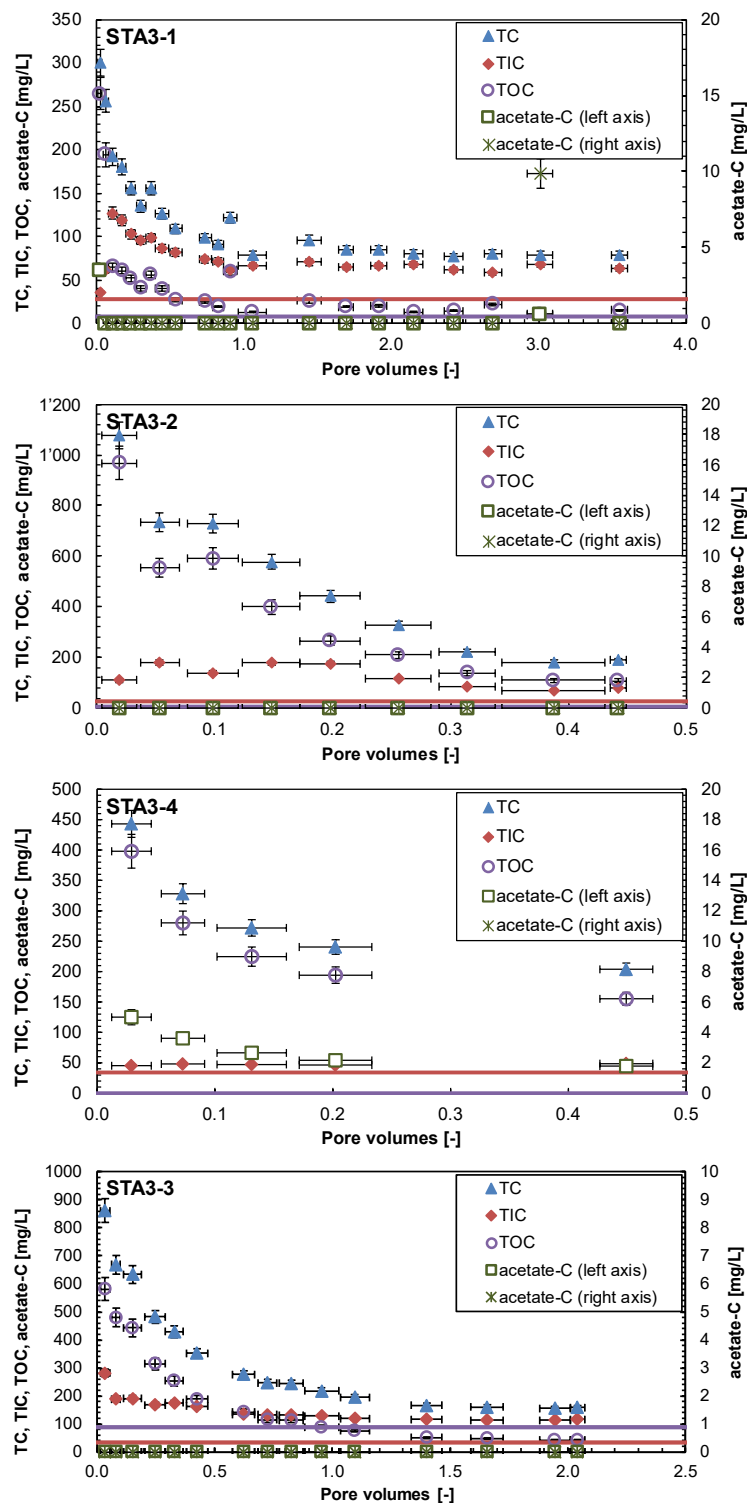 STA3-1
TC, TIC, TOC, acetate-C [mg/L]
350
300
250
200
150
100
50
0
0.0 1.0 2.0 3.0 4.0
Pore volumes [-]
20
15
10
5
0
acetate-C [mg/L]
TC
TIC
TOC
acetate-C (left axis)
acetate-C (right axis)
STA3-2
TC, TIC, TOC, acetate-C [mg/L]
1'200
1'000
800
600
400
200
0
0.0 0.1 0.2 0.3 0.4 0.5
Pore volumes [-]
20
18
16
14
12
10
8
6
4
2
0
acetate-C [mg/L]
TC
TIC
TOC
acetate-C (left axis)
acetate-C (right axis)
STA3-4
TC, TIC, TOC, acetate-C [mg/L]
500
450
400
350
300
250
200
150
100
50
0
0.0 0.1 0.2 0.3 0.4 0.5
Pore volumes [-]
20
18
16
14
12
10
8
6
4
2
0
acetate-C [mg/L]
TC
TIC
TOC
acetate-C (left axis)
acetate-C (right axis)
STA3-3
TC, TIC, TOC, acetate-C [mg/L]
1000
900
800
700
600
500
400
300
200
100
0
0.0 0.5 1.0 1.5 2.0 2.5
Pore volumes [-]
10
9
8
7
6
5
4
3
2
1
0
acetate-C [mg/L]
TC
TIC
TOC
acetate-C (left axis)
acetate-C (right axis)